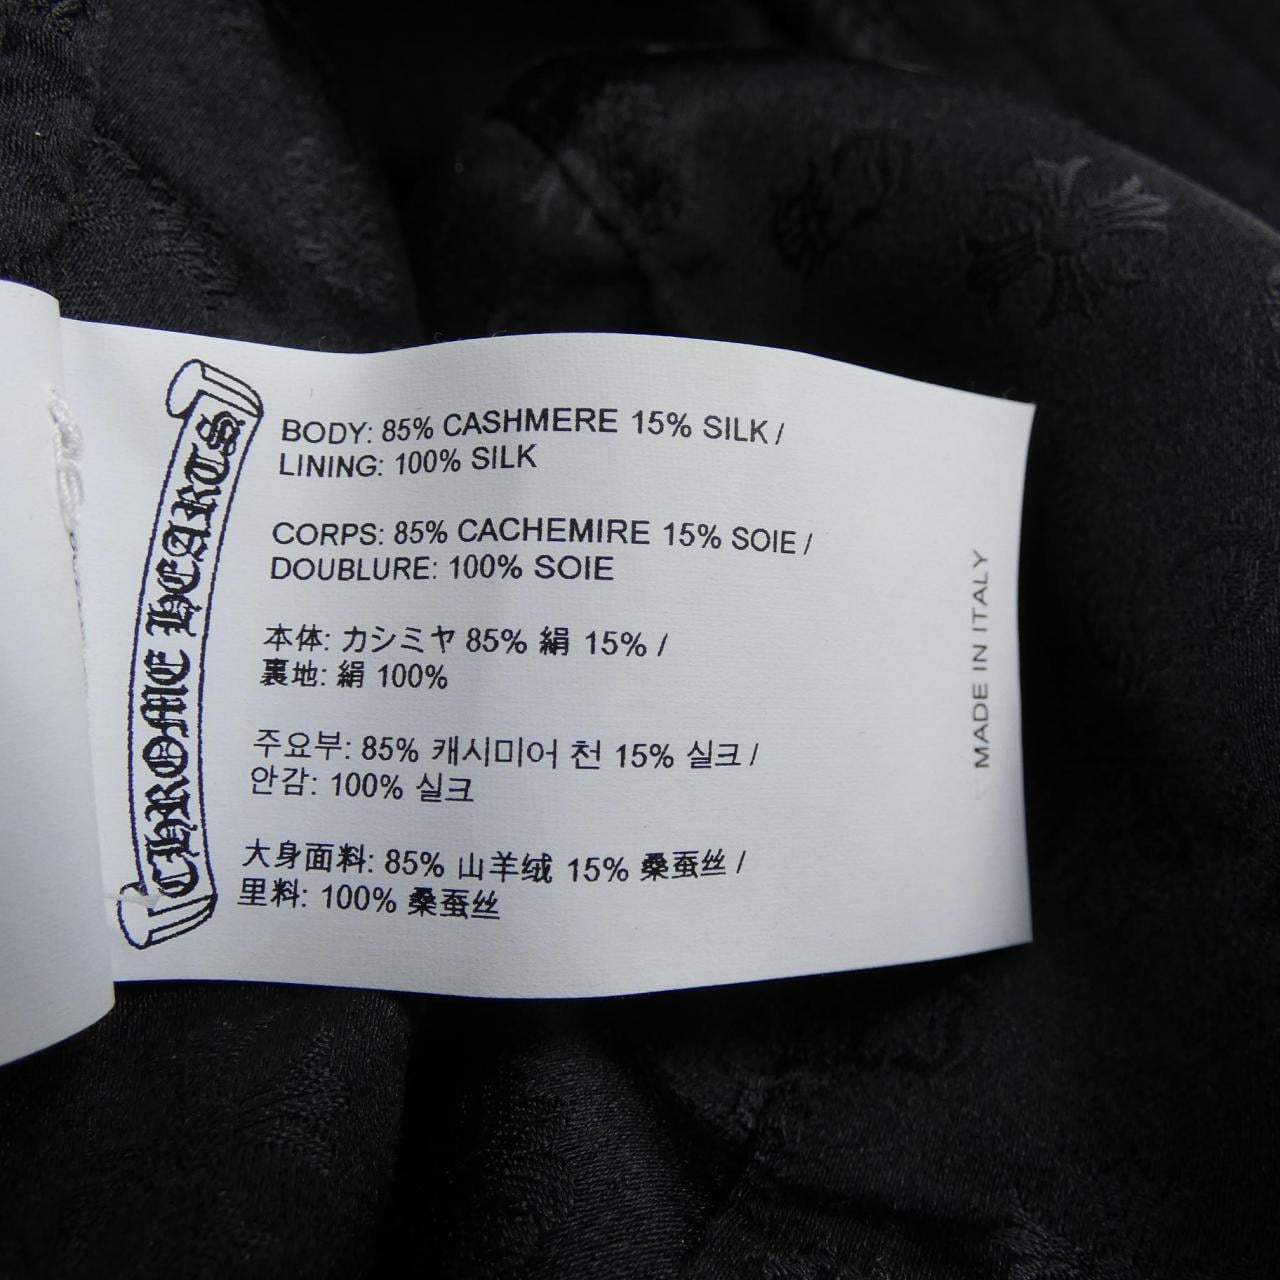 CHROME HEARTS
BODY: 85% CASHMERE 15% SILK /
LINING: 100% SILK
CORPS: 85% CACHEMIRE 15% SOIE /
DOUBLURE: 100% SOIE
本体: カシミヤ 85% 絹 15% /
裏地: 絹 100%
주요부: 85% 캐시미어 천 15% 실크 /
안감: 100% 실크
大身面料: 85% 山羊绒 15% 桑蚕丝 /
里料: 100% 桑蚕丝
MADE IN ITALY